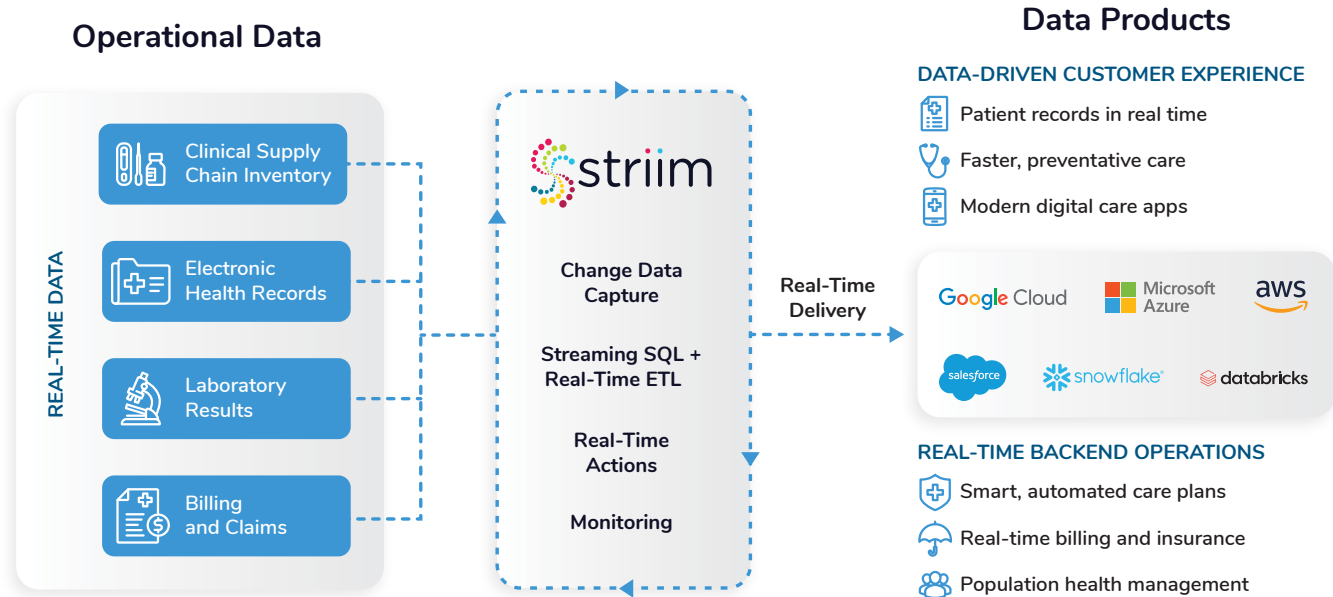 Operational Data
REAL-TIME DATA
Clinical Supply
Chain Inventory
Electronic
Health Records
Laboratory
Results
Billing
and Claims
striim
Change Data
Capture
Streaming SQL +
Real-Time ETL
Real-Time
Actions
Monitoring
Real-Time
Delivery
Data Products
DATA-DRIVEN CUSTOMER EXPERIENCE
Patient records in real time
Faster, preventative care
Modern digital care apps
Google Cloud
Microsoft
Azure
aws
salesforce
snowflake®
databricks
REAL-TIME BACKEND OPERATIONS
Smart, automated care plans
Real-time billing and insurance
Population health management